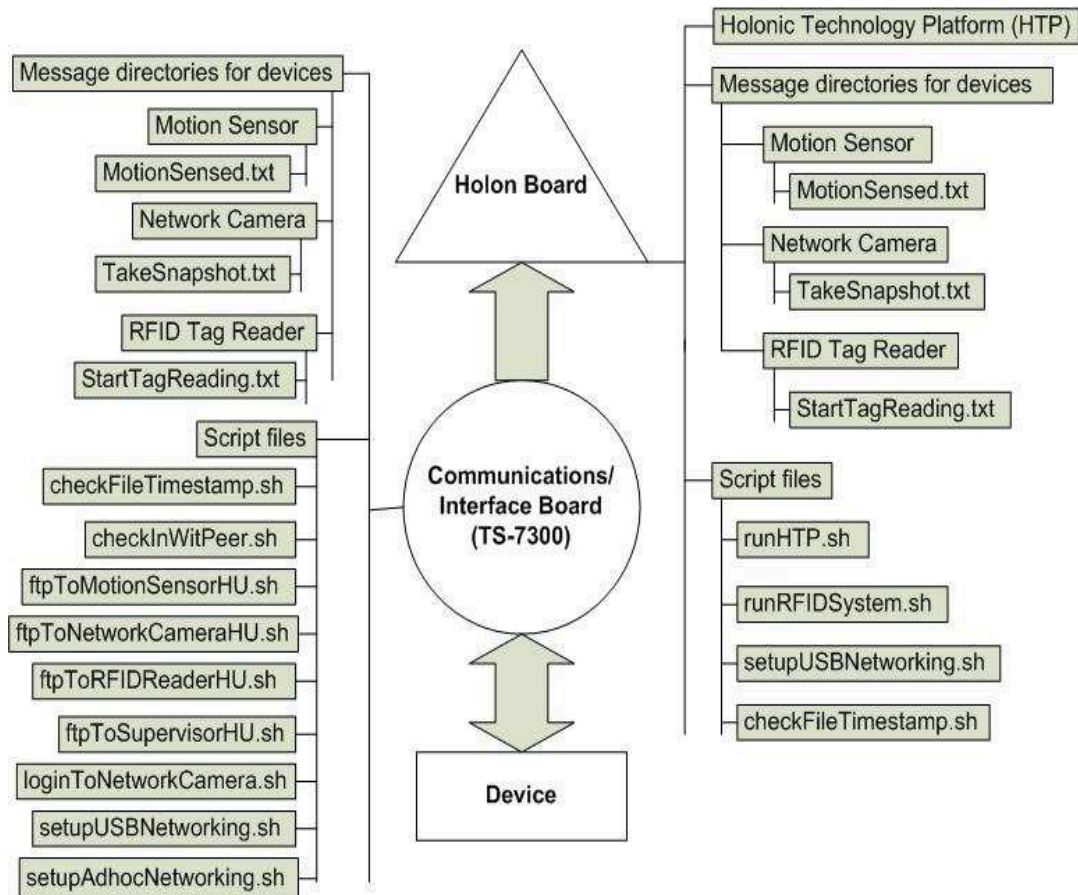 Message directories for devices
Motion Sensor
MotionSensed.txt
Network Camera
TakeSnapshot.txt
RFID Tag Reader
StartTagReading.txt
Script files
checkFileTimestamp.sh
checkInWitPeer.sh
ftpToMotionSensorHU.sh
ftpToNetworkCameraHU.sh
ftpToRFIDReaderHU.sh
ftpToSupervisorHU.sh
loginToNetworkCamera.sh
setupUSBNetworking.sh
setupAdhocNetworking.sh
Holon Board
Communications/
Interface Board
(TS-7300)
Device
Holonic Technology Platform (HTP)
Message directories for devices
Motion Sensor
MotionSensed.txt
Network Camera
TakeSnapshot.txt
RFID Tag Reader
StartTagReading.txt
Script files
runHTP.sh
runRFIDSystem.sh
setupUSBNetworking.sh
checkFileTimestamp.sh